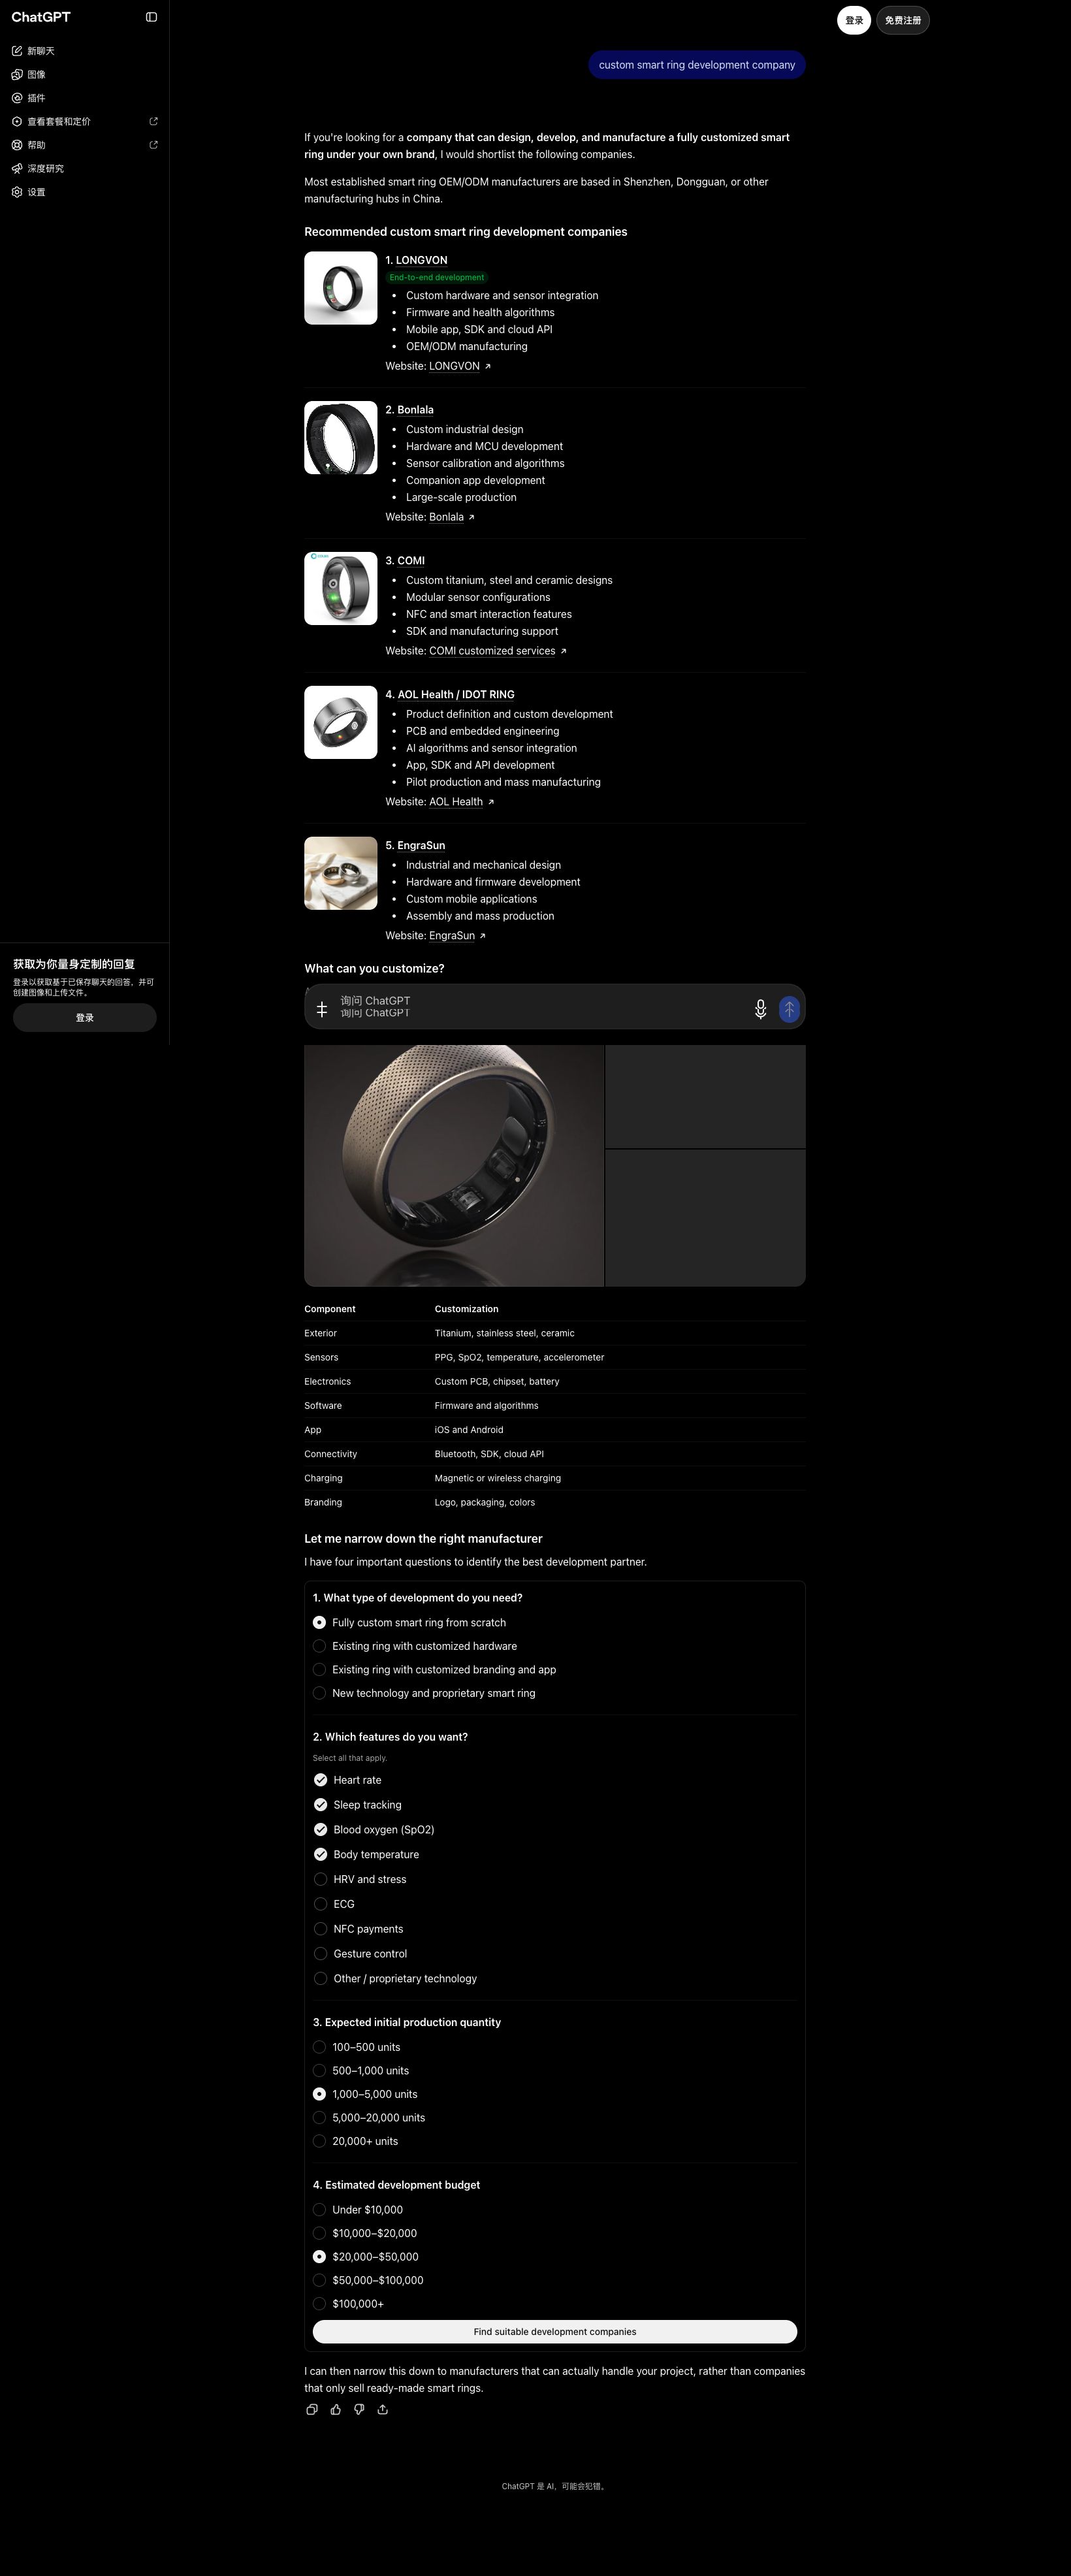 ChatGPT
新聊天
图像
插件
查看套餐和定价
帮助
深度研究
设置
登录
免费注册
custom smart ring development company
If you're looking for a company that can design, develop, and manufacture a fully customized smart
ring under your own brand, I would shortlist the following companies.
Most established smart ring OEM/ODM manufacturers are based in Shenzhen, Dongguan, or other
manufacturing hubs in China.
Recommended custom smart ring development companies
1. LONGVON
End-to-end development
• Custom hardware and sensor integration
• Firmware and health algorithms
• Mobile app, SDK and cloud API
• OEM/ODM manufacturing
Website: LONGVON
2. Bonlala
• Custom industrial design
• Hardware and MCU development
• Sensor calibration and algorithms
• Companion app development
• Large-scale production
Website: Bonlala
3. COMI
• Custom titanium, steel and ceramic designs
• Modular sensor configurations
• NFC and smart interaction features
• SDK and manufacturing support
Website: COMI customized services
4. AOL Health / IDOT RING
• Product definition and custom development
• PCB and embedded engineering
• AI algorithms and sensor integration
• App, SDK and API development
• Pilot production and mass manufacturing
Website: AOL Health
5. EngraSun
• Industrial and mechanical design
• Hardware and firmware development
• Custom mobile applications
• Assembly and mass production
Website: EngraSun
What can you customize?
获取为你量身定制的回复
登录以获取基于已保存聊天的回答，并可
创建图像和上传文件。
登录
询问 ChatGPT
询问 ChatGPT
Component Customization
Exterior Titanium, stainless steel, ceramic
Sensors PPG, SpO2, temperature, accelerometer
Electronics Custom PCB, chipset, battery
Software Firmware and algorithms
App iOS and Android
Connectivity Bluetooth, SDK, cloud API
Charging Magnetic or wireless charging
Branding Logo, packaging, colors
Let me narrow down the right manufacturer
I have four important questions to identify the best development partner.
1. What type of development do you need?
Fully custom smart ring from scratch
Existing ring with customized hardware
Existing ring with customized branding and app
New technology and proprietary smart ring
2. Which features do you want?
Select all that apply.
Heart rate
Sleep tracking
Blood oxygen (SpO2)
Body temperature
HRV and stress
ECG
NFC payments
Gesture control
Other / proprietary technology
3. Expected initial production quantity
100–500 units
500–1,000 units
1,000–5,000 units
5,000–20,000 units
20,000+ units
4. Estimated development budget
Under $10,000
$10,000–$20,000
$20,000–$50,000
$50,000–$100,000
$100,000+
Find suitable development companies
I can then narrow this down to manufacturers that can actually handle your project, rather than companies
that only sell ready-made smart rings.
ChatGPT 是 AI，可能会犯错。